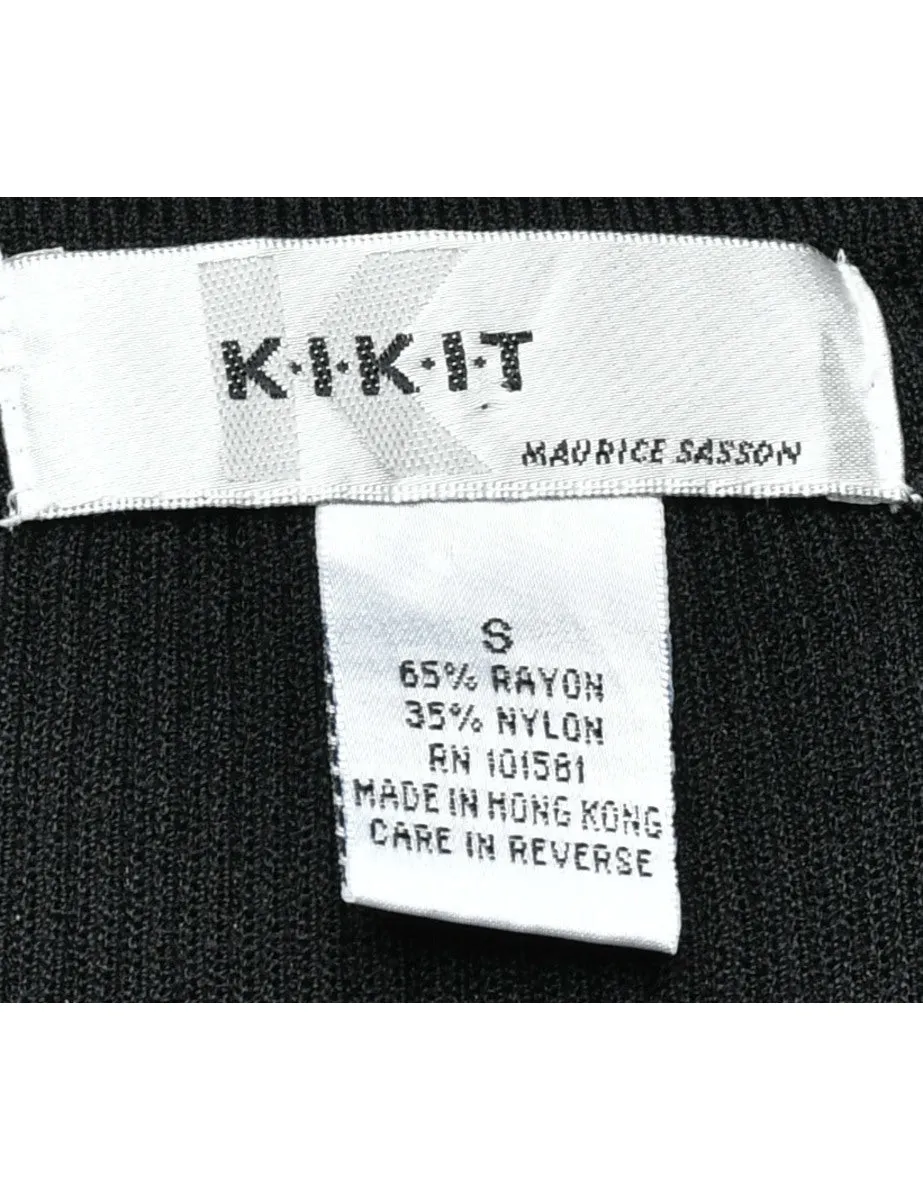 K·I·K·I·T
MAURICE SASSON
S
65% RAYON
35% NYLON
RN 101581
MADE IN HONG KONG
CARE IN REVERSE